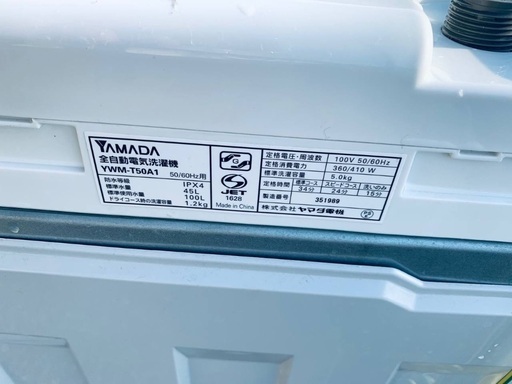 YAMADA
全自動電気洗濯機
YWM-T50A1
50/60Hz用
防水等級 IPX4
標準水量 45L
標準使用水量 100L
ドライコース時の洗濯容量 1.2kg
G
JET
1628
Made in China
定格電圧・周波数 100V 50/60Hz
定格消費電力 360/410 W
標準洗濯容量 5.0kg
標準コース スピードコース 洗いのみ
34分 24分 15分
製造番号 351989
株式会社 ヤマダ電機